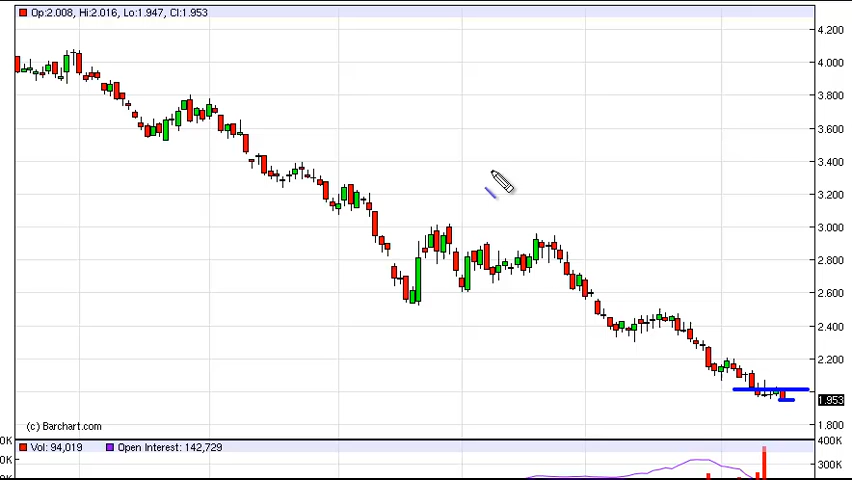 Op:2.008, Hi:2.016, Lo:1.947, Cl:1.953
4.200
4.000
3.800
3.600
3.400
3.200
3.000
2.800
2.600
2.400
2.200
1.953
1.800
(c) Barchart.com
Vol: 94,019 Open Interest: 142,729
0K 400K
0K 300K